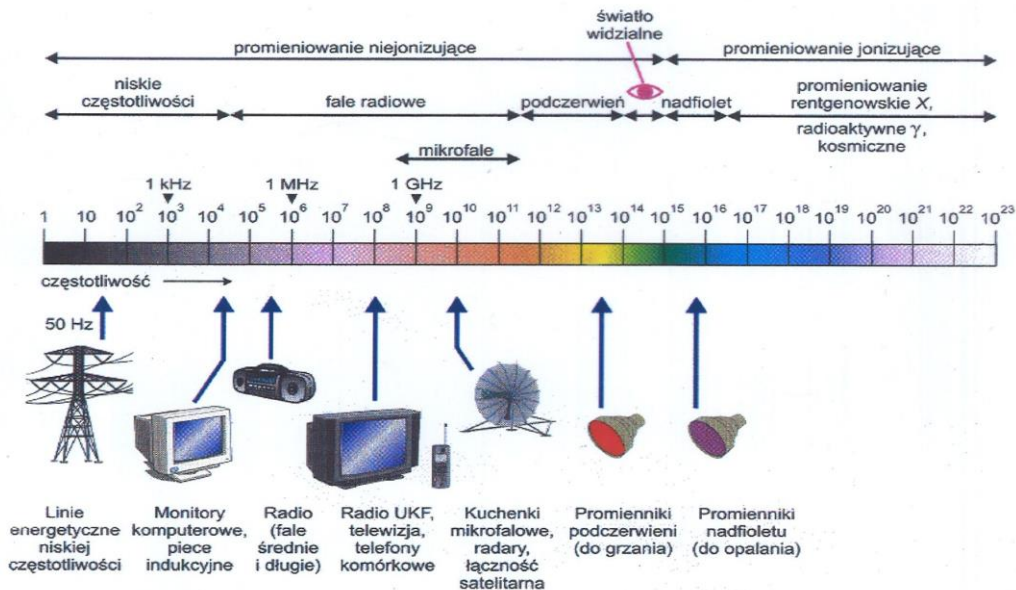 światło
widzialne
promieniowanie niejonizujące
promieniowanie jonizujące
niskie
częstotliwości
fale radiowe
podczerwień
nadfiolet
promieniowanie
rentgenowskie X,
radioaktywne γ,
kosmiczne
mikrofale
1 kHz 1 MHz 1 GHz
1 10 10² 10³ 10⁴ 10⁵ 10⁶ 10⁷ 10⁸ 10⁹ 10¹⁰ 10¹¹ 10¹² 10¹³ 10¹⁴ 10¹⁵ 10¹⁶ 10¹⁷ 10¹⁸ 10¹⁹ 10²⁰ 10²¹ 10²² 10²³
częstotliwość
50 Hz
Linie
energetyczne
niskiej
częstotliwości
Monitory
komputerowe,
piece
indukcyjne
Radio
(fale
średnie
i długie)
Radio UKF,
telewizja,
telefony
komórkowe
Kuchenki
mikrofalowe,
radary,
łączność
satelitarna
Promienniki
podczerwieni
(do grzania)
Promienniki
nadfioletu
(do opalania)